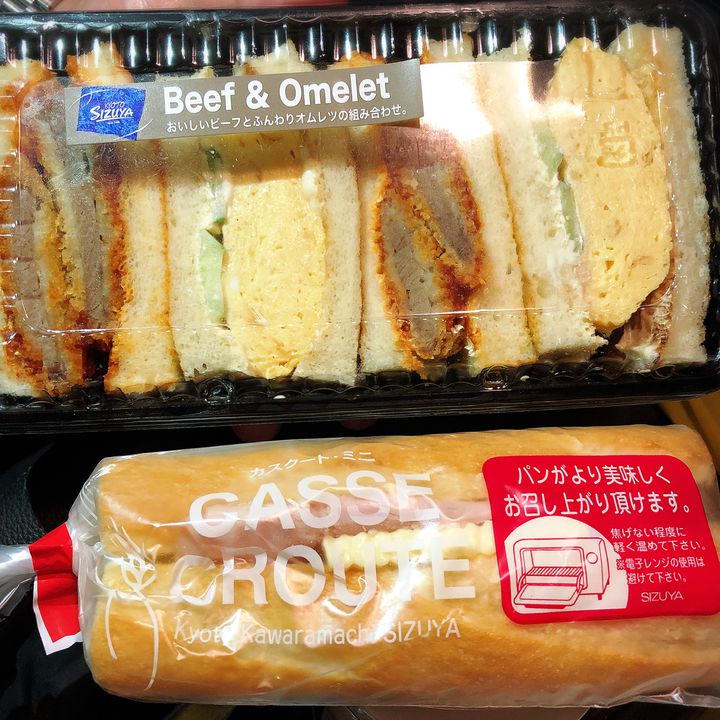 KYOTO
SIZUYA
Beef & Omelet
おいしいビーフとふんわりオムレツの組み合わせ。
カスクート・ミニ
CASSE
CROUTE
Kyoto Kawaramachi SIZUYA
パンがより美味しく
お召し上がり頂けます。
焦げない程度に
軽く温めて下さい。
※電子レンジの使用は
避けて下さい。
SIZUYA